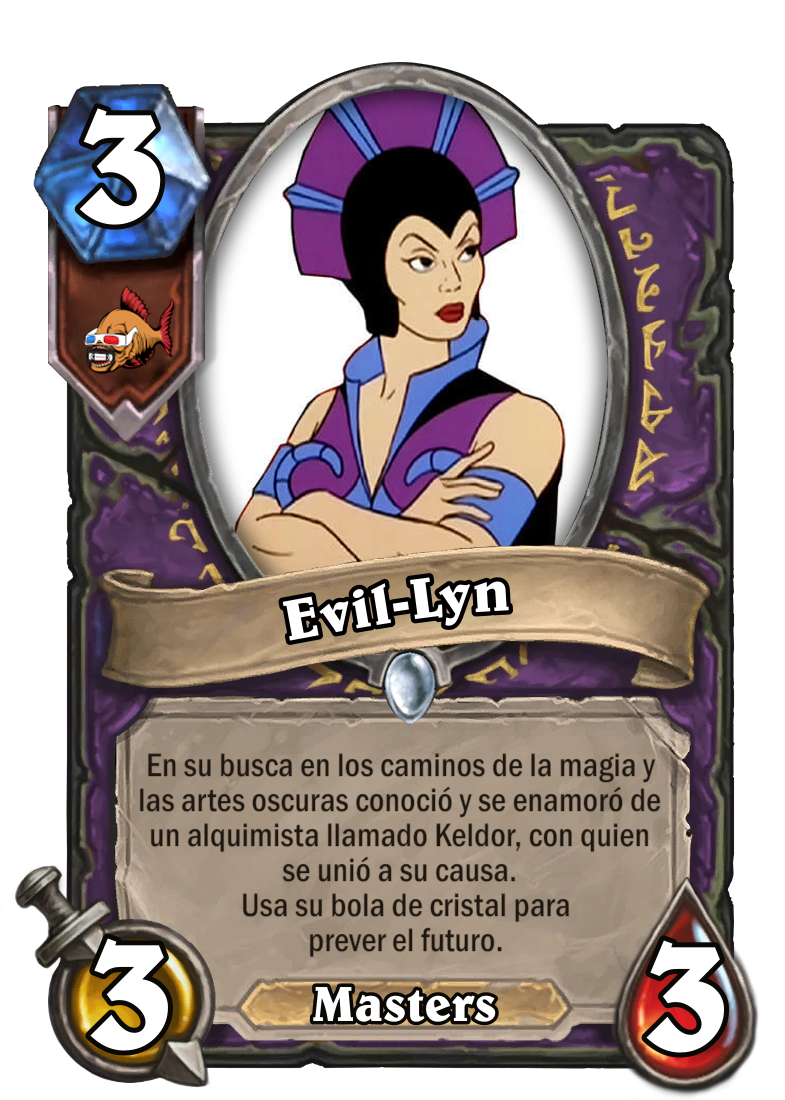 3
Evil-Lyn
En su busca en los caminos de la magia y
las artes oscuras conoció y se enamoró de
un alquimista llamado Keldor, con quien
se unió a su causa.
Usa su bola de cristal para
prever el futuro.
3
Masters
3